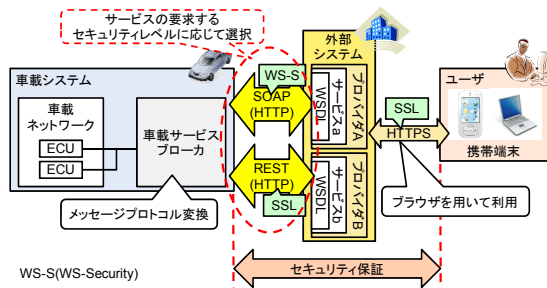 サービスの要求する
セキュリティレベルに応じて選択
外部
システム
車載システム
車載
ネットワーク
ECU
ECU
車載サービス
ブローカ
メッセージプロトコル変換
WS-S
SOAP
(HTTP)
REST
(HTTP)
SSL
WSDL
サービスa
プロバイダA
WSDL
サービスb
プロバイダB
SSL
HTTPS
ユーザ
携帯端末
ブラウザを用いて利用
セキュリティ保証
WS-S(WS-Security)